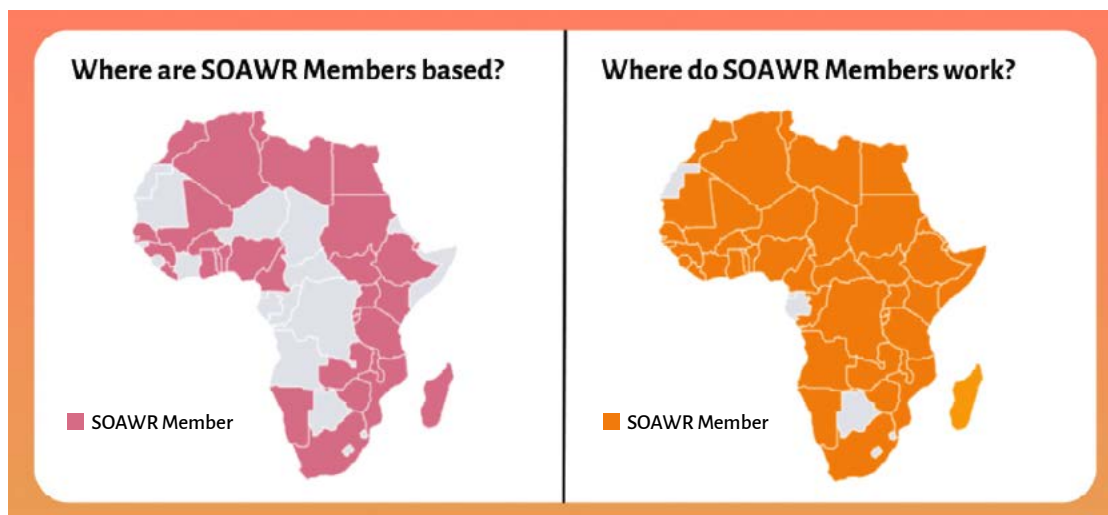 Where are SOAWR Members based?
SOAWR Member
Where do SOAWR Members work?
SOAWR Member